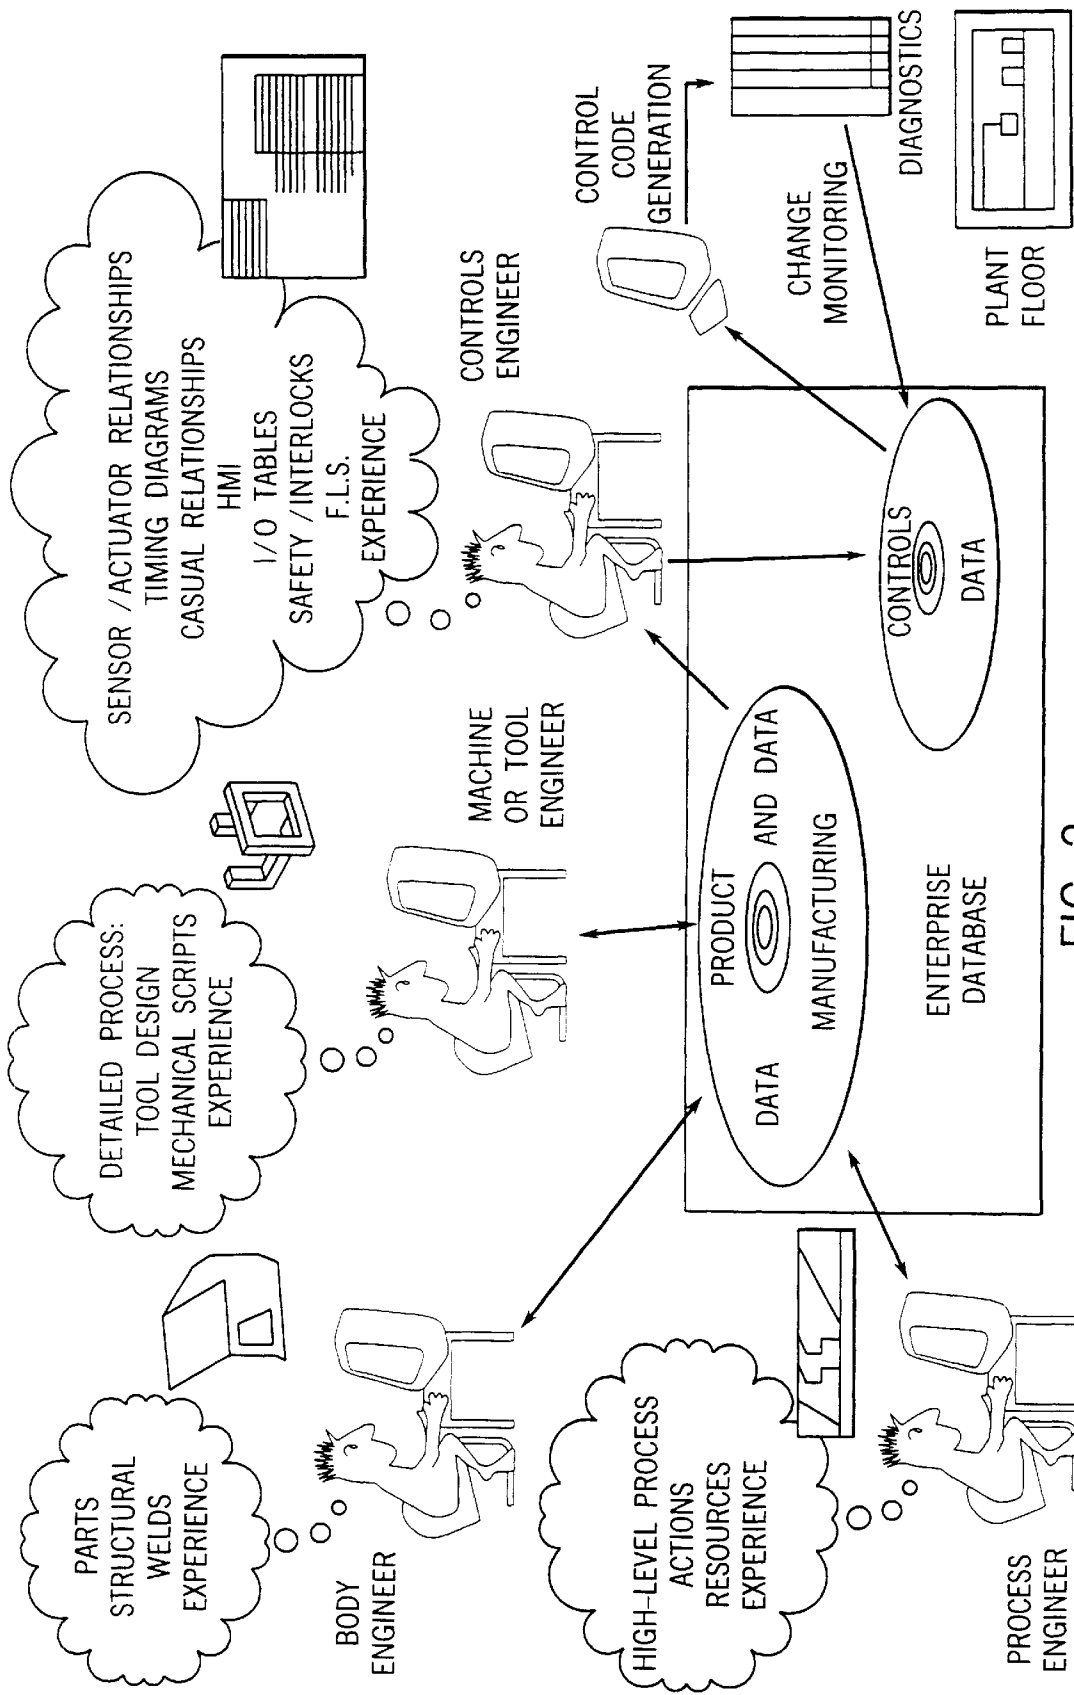 PARTS
STRUCTURAL
WELDS
EXPERIENCE
BODY
ENGINEER
DETAILED PROCESS:
TOOL DESIGN
MECHANICAL SCRIPTS
EXPERIENCE
MACHINE
OR TOOL
ENGINEER
SENSOR / ACTUATOR RELATIONSHIPS
TIMING DIAGRAMS
CASUAL RELATIONSHIPS
HMI
I/O TABLES
SAFETY / INTERLOCKS
F.L.S.
EXPERIENCE
CONTROLS
ENGINEER
HIGH-LEVEL PROCESS
ACTIONS
RESOURCES
EXPERIENCE
PROCESS
ENGINEER
PRODUCT
DATA AND DATA
MANUFACTURING
ENTERPRISE
DATABASE
CONTROLS
DATA
CONTROL
CODE
GENERATION
CHANGE
MONITORING
DIAGNOSTICS
PLANT
FLOOR